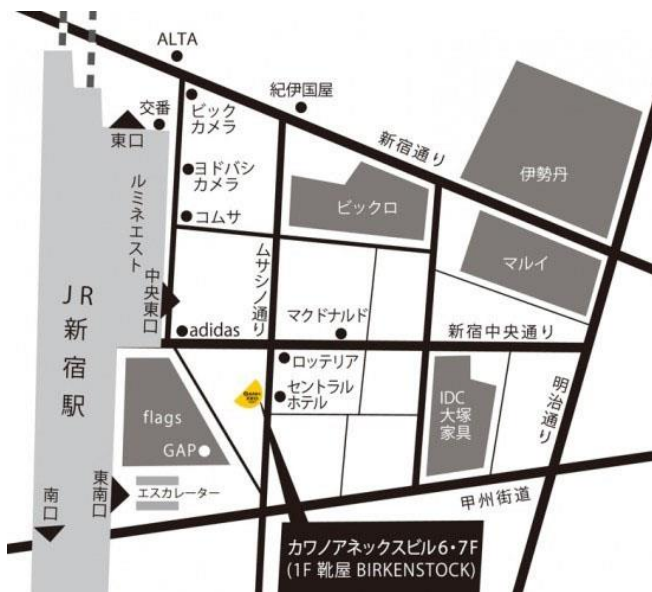 ALTA
交番
ビック
カメラ
紀伊国屋
新宿通り
伊勢丹
東口
ヨドバシ
カメラ
ルミネエスト
コムサ
ビックロ
マルイ
中央東口
ムサシノ通り
JR
新宿駅
adidas
マクドナルド
新宿中央通り
ロッテリア
セントラル
ホテル
IDC
大塚
家具
明治通り
flags
GAP
東南口
エスカレーター
南口
甲州街道
カワノアネックスビル6・7F
(1F 靴屋 BIRKENSTOCK)